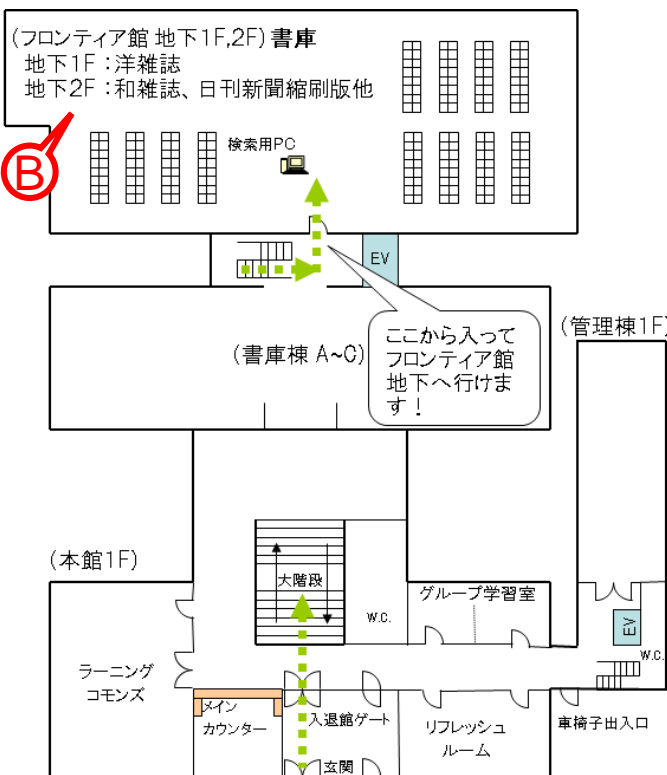 (フロンティア館 地下1F,2F) 書庫
地下1F：洋雑誌
地下2F：和雑誌、日刊新聞縮刷版他
B
検索用PC
EV
(管理棟1F)
(書庫棟 A~C)
ここから入って
フロンティア館
地下へ行けま
す！
(本館1F)
大階段
W.C.
グループ学習室
EV
W.C.
ラーニング
コモンズ
メイン
カウンター
入退館ゲート
リフレッシュ
ルーム
車椅子出入口
玄関